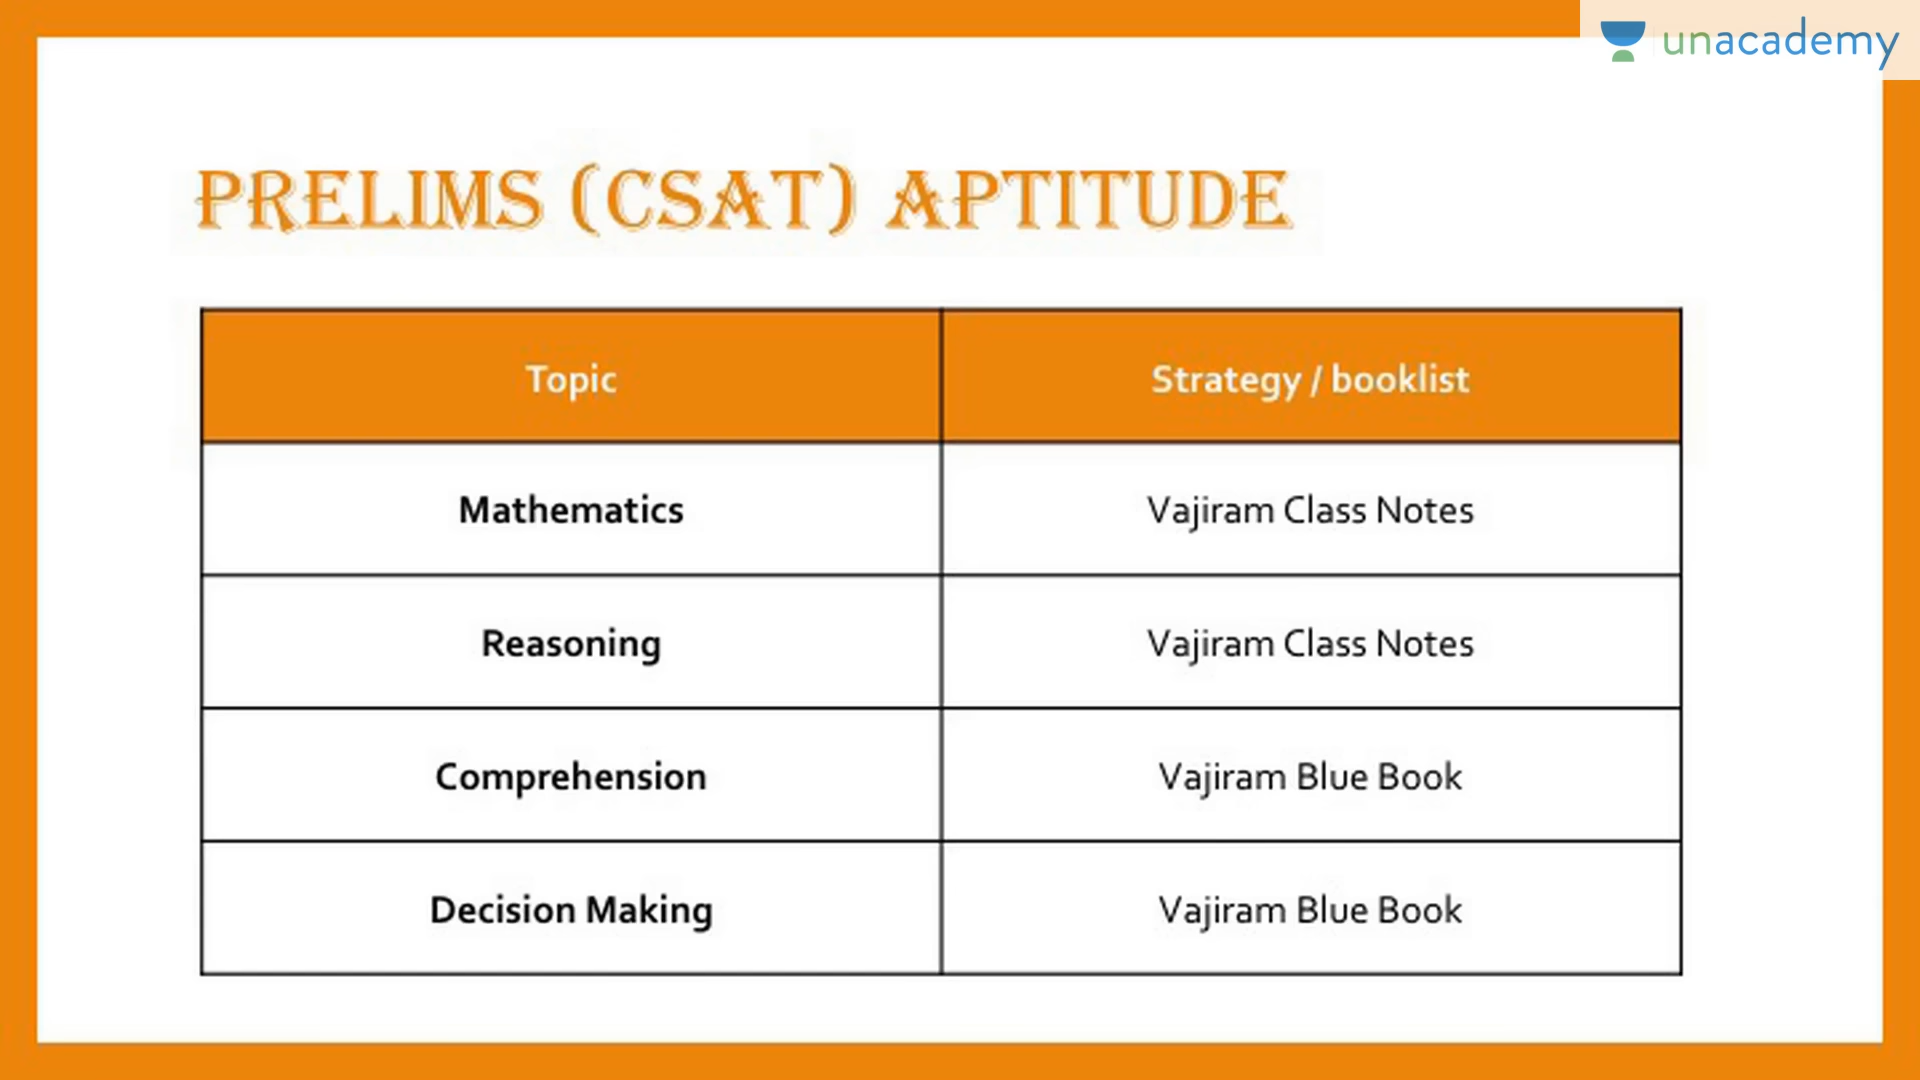 unacademy
PRELIMS (CSAT) APTITUDE
Topic Strategy / booklist
Mathematics Vajiram Class Notes
Reasoning Vajiram Class Notes
Comprehension Vajiram Blue Book
Decision Making Vajiram Blue Book